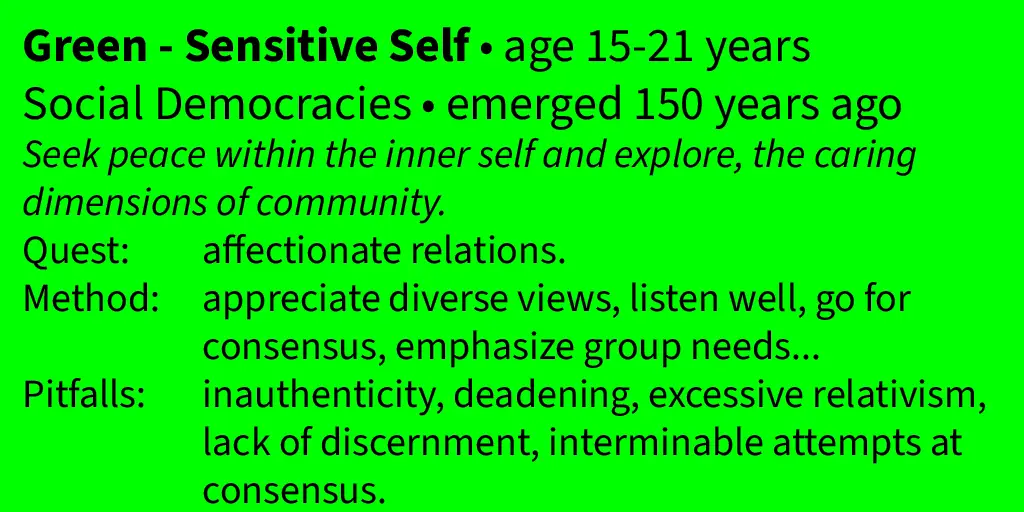 Green - Sensitive Self • age 15-21 years
Social Democracies • emerged 150 years ago
Seek peace within the inner self and explore, the caring
dimensions of community.
Quest: affectionate relations.
Method: appreciate diverse views, listen well, go for
consensus, emphasize group needs...
Pitfalls: inauthenticity, deadening, excessive relativism,
lack of discernment, interminable attempts at
consensus.